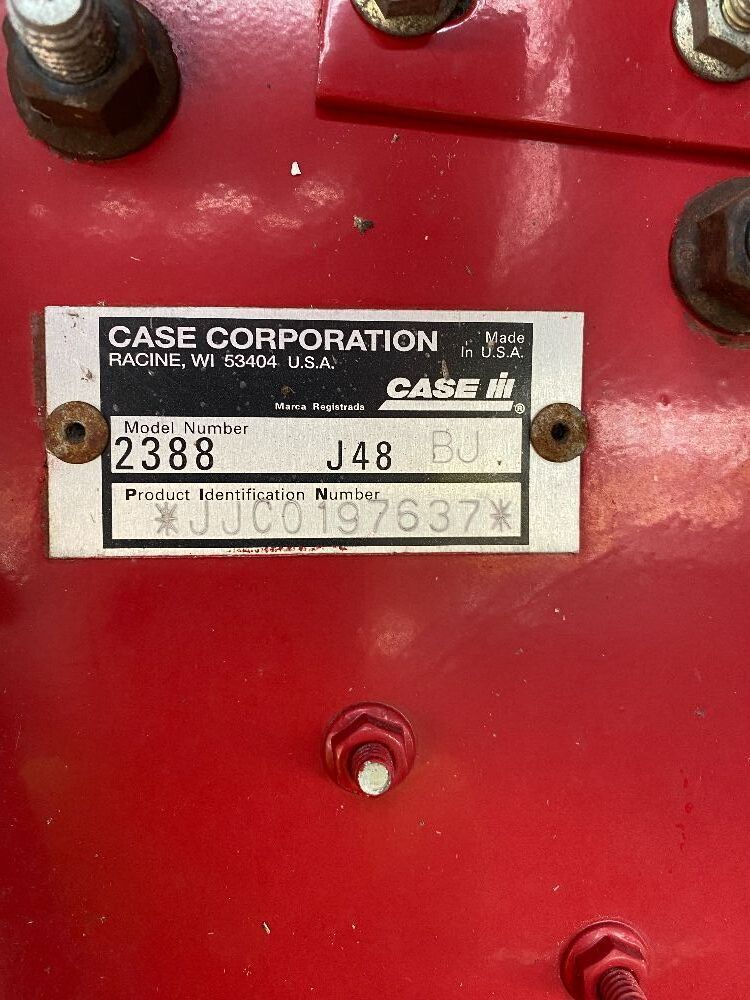 CASE CORPORATION
Made
RACINE, WI 53404 U.S.A.
In U.S.A.
CASE III
Marca Registrada
®
Model Number
2388 J48 BJ
Product Identification Number
*JJC0197637*